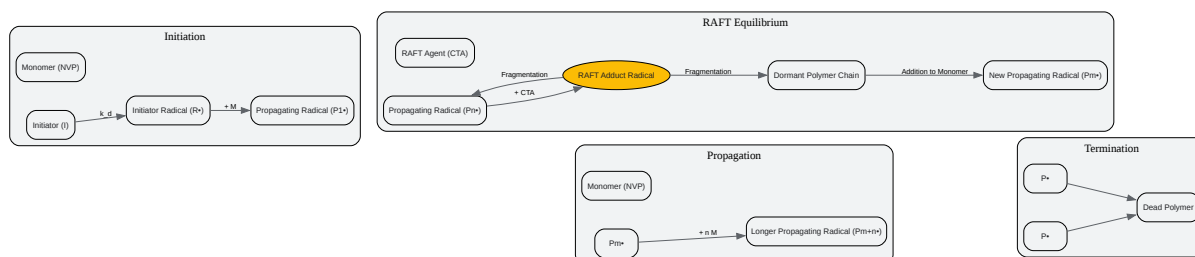 Initiation
Monomer (NVP)
Initiator (I)
k_d
Initiator Radical (R•)
+ M
Propagating Radical (P1•)
RAFT Equilibrium
RAFT Agent (CTA)
Fragmentation
RAFT Adduct Radical
Fragmentation
Dormant Polymer Chain
Addition to Monomer
New Propagating Radical (Pm•)
+ CTA
Propagating Radical (Pn•)
Propagation
Monomer (NVP)
Pm•
+ n M
Longer Propagating Radical (Pm+n•)
Termination
P•
Dead Polymer
P•